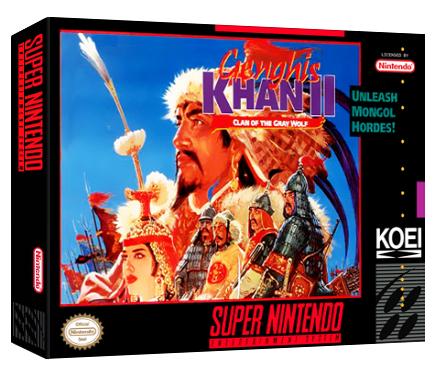 SUPER NINTENDO
ENTERTAINMENT SYSTEM
Nintendo
Genghis
KHAN II
CLAN OF THE GRAY WOLF
LICENSED BY
Nintendo
UNLEASH
MONGOL
HORDES!
KOEI
Official
Nintendo
Seal
SUPER NINTENDO
ENTERTAINMENT SYSTEM